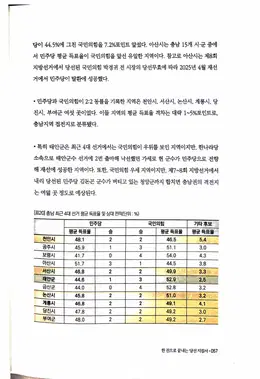 당이 44.5%에 그친 국민의힘을 7.2%포인트 앞섰다. 아산시는 충남 15개 시·군 중에
서 민주당 평균 득표율이 국민의힘을 앞선 유일한 지역이다. 참고로 아산시는 제8회
지방선거에서 당선된 국민의힘 박경귀 전 시장의 당선무효에 따라 2025년 4월 재선
거에서 민주당이 탈환에 성공했다.
• 민주당과 국민의힘이 2:2 동률을 기록한 지역은 천안시, 서산시, 논산시, 계룡시, 당
진시, 부여군 여섯 곳이었다. 이들 지역의 평균 득표율 격차는 대략 1~5%포인트로,
충남지역 접전지로 분류됐다.
• 특히 태안군은 최근 4대 선거에서는 국민의힘이 우위를 보인 지역이지만, 한나라당
소속으로 태안군수 선거에 2번 출마해 낙선했던 가세로 현 군수가 민주당으로 전향
해 재선에 성공한 지역이다. 또한, 국민의힘 우세 지역이지만, 제7~8회 지방선거에서
내리 당선된 민주당 김돈곤 군수가 버티고 있는 청양군까지 합치면 충남권의 격전지
는 여덟 곳 정도로 예상된다.
충남 최근 4대 선거 평균 득표율 및 상대 전적(단위: %)
민주당 국민의힘 기타 후보
평균 득표율 승 승 평균 득표율 평균 득표율
천안시 48.1 2 2 46.5 5.4
공주시 45.9 1 3 51.1 3.0
보령시 41.7 0 4 54.0 4.3
아산시 51.7 3 1 44.5 3.8
서산시 46.8 2 2 49.9 3.3
태안군 44.6 1 3 52.9 2.5
금산군 44.0 0 4 52.8 3.2
논산시 45.8 2 2 51.0 3.2
계룡시 46.8 2 2 49.1 4.1
당진시 47.8 2 2 49.2 3.0
부여군 48.0 2 2 49.2 2.7
한 권으로 끝내는 당선 지침서 · 057